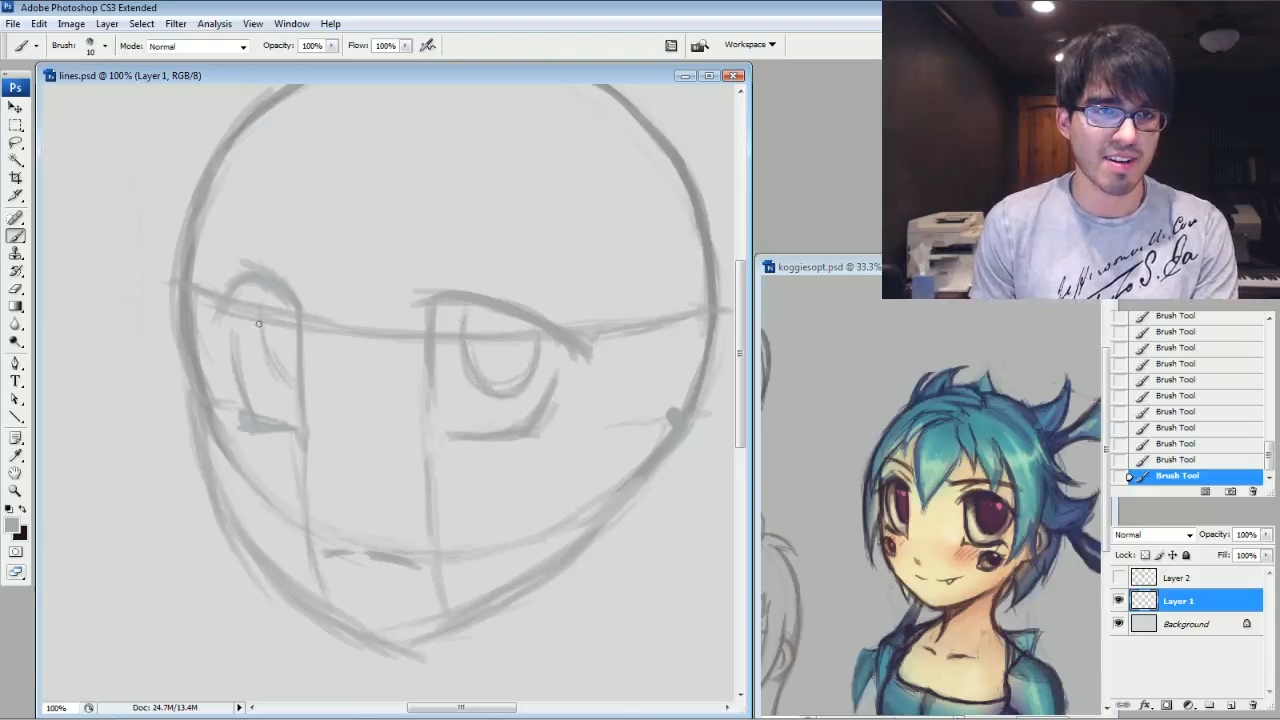 Adobe Photoshop CS3 Extended
File Edit Image Layer Select Filter Analysis View Window Help
Brush: 10 Mode: Normal Opacity: 100% Flow: 100% Workspace
lines.psd @ 100% (Layer 1, RGB/8)
koggiesopt.psd @ 33.3%
Brush Tool
Brush Tool
Brush Tool
Brush Tool
Brush Tool
Brush Tool
Brush Tool
Brush Tool
Brush Tool
Brush Tool
Brush Tool
Normal Opacity: 100%
Lock: Fill: 100%
Layer 2
Layer 1
Background
100% Doc: 24.7M/13.4M